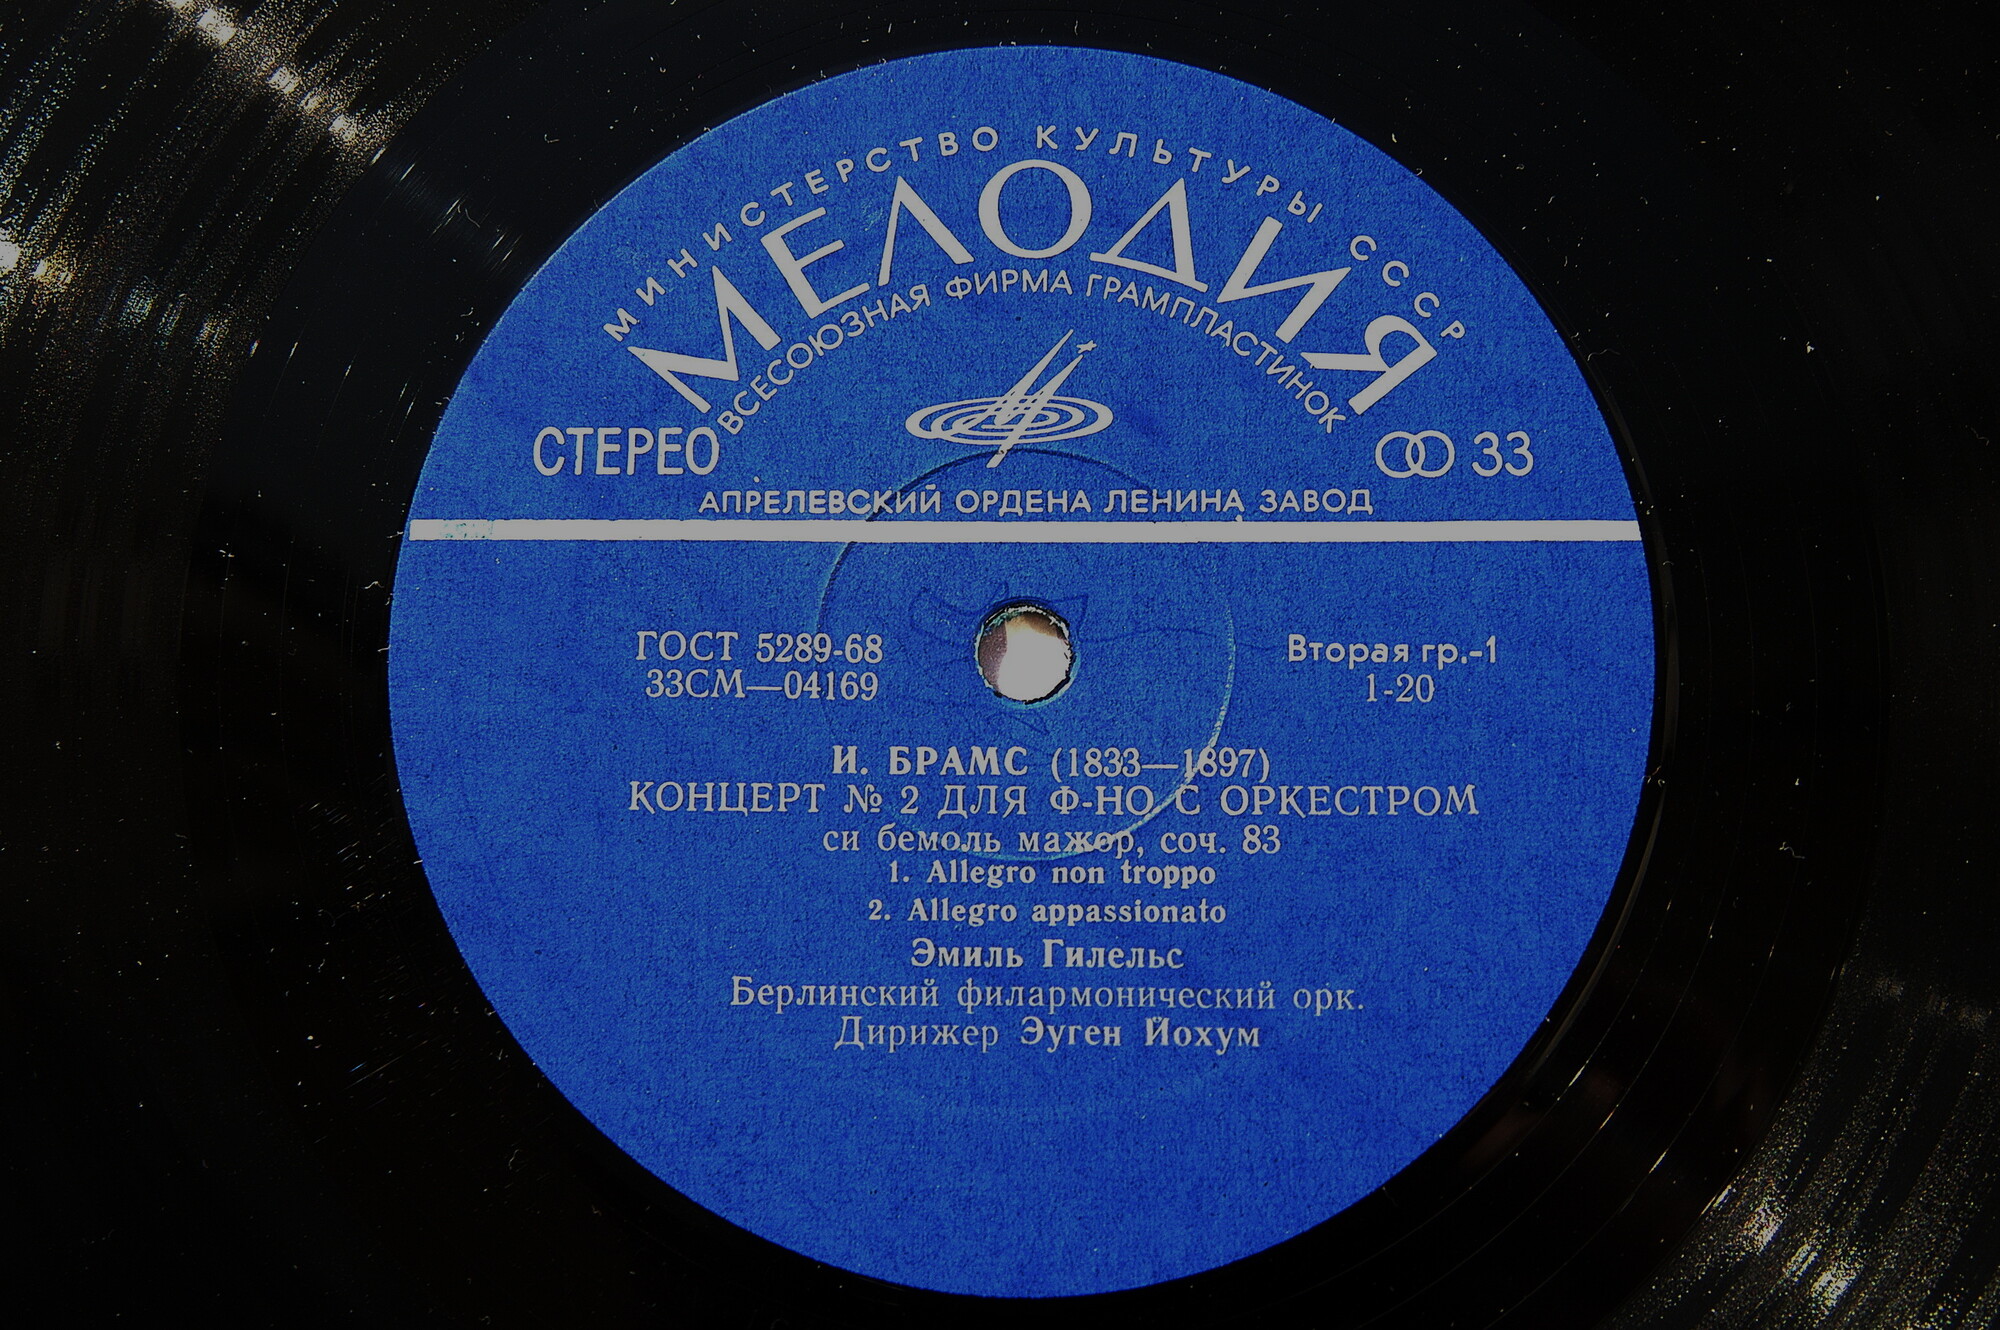 МИНИСТЕРСТВО КУЛЬТУРЫ СССР
МЕЛОДИЯ
ВСЕСОЮЗНАЯ ФИРМА ГРАМПЛАСТИНОК
СТЕРЕО
33
АПРЕЛЕВСКИЙ ОРДЕНА ЛЕНИНА ЗАВОД
ГОСТ 5289-68
33СМ—04169
Вторая гр.-1
1-20
И. БРАМС (1833—1897)
КОНЦЕРТ № 2 ДЛЯ Ф-НО С ОРКЕСТРОМ
си бемоль мажор, соч. 83
1. Allegro non troppo
2. Allegro appassionato
Эмиль Гилельс
Берлинский филармонический орк.
Дирижер Эуген Йохум